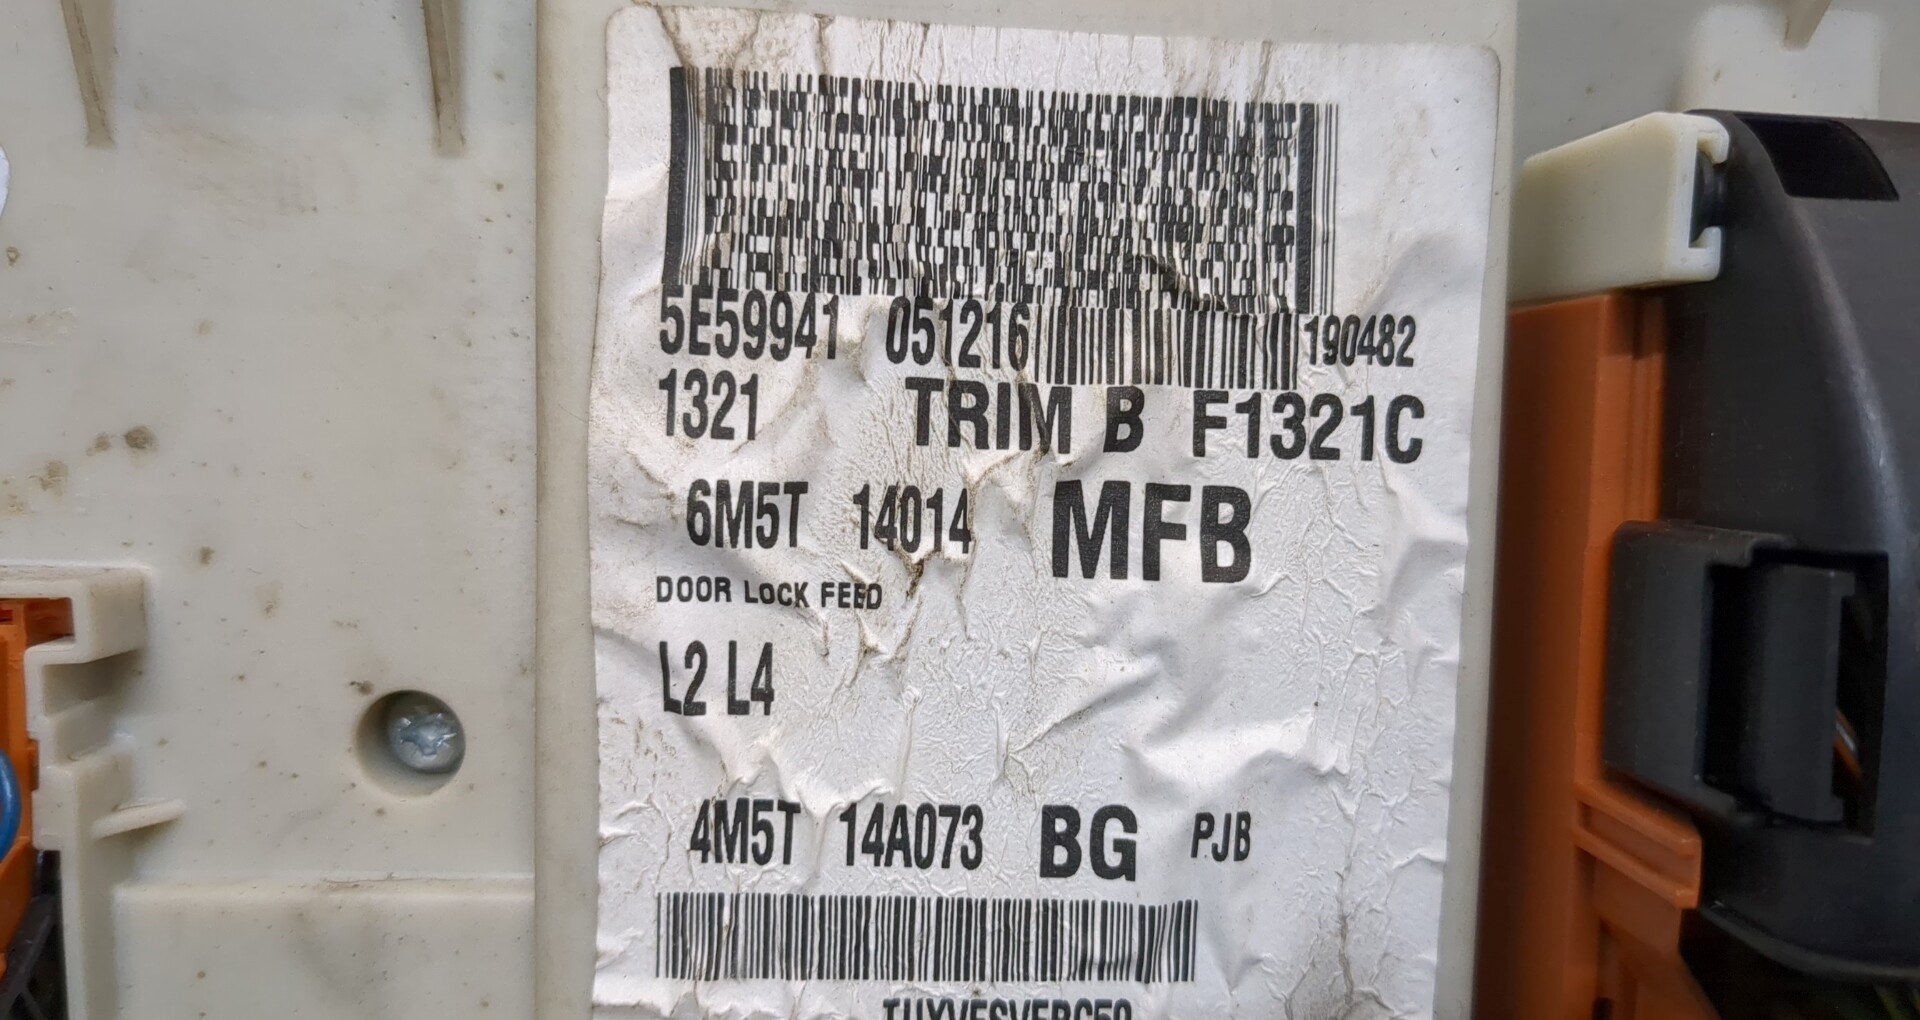 5E59941 051216 190482
1321 TRIM B F1321C
6M5T 14014 MFB
DOOR LOCK FEED
L2 L4
4M5T 14A073 BG PJB